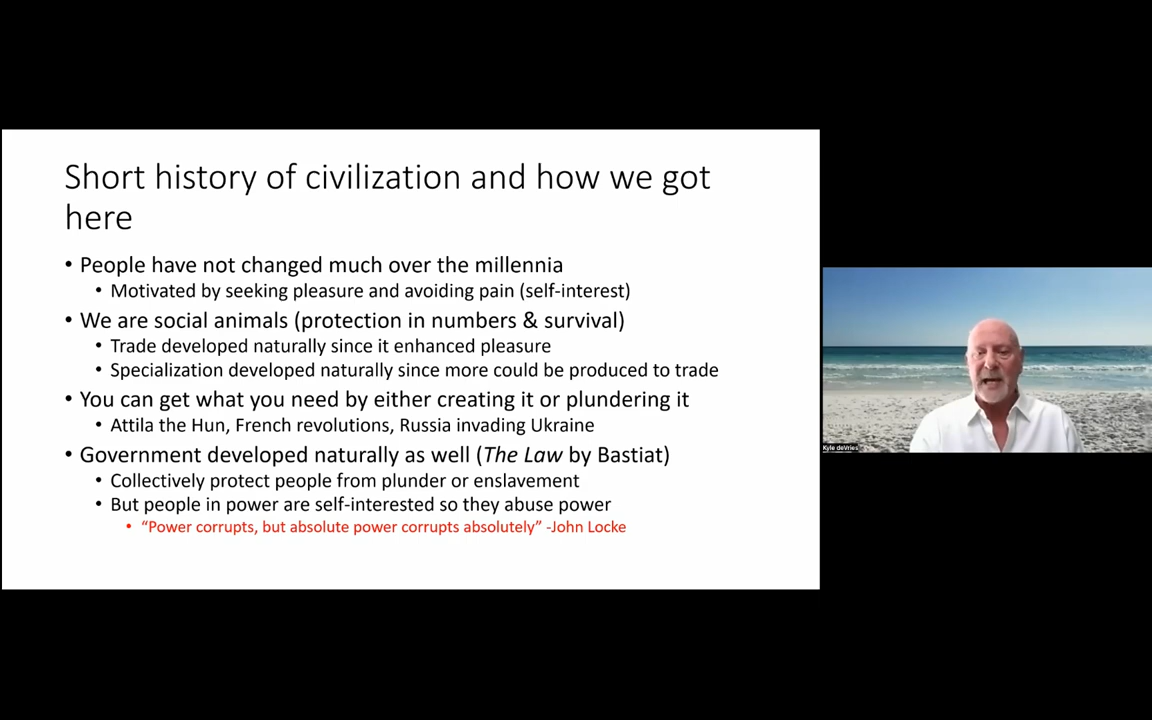 Short history of civilization and how we got
here
• People have not changed much over the millennia
• Motivated by seeking pleasure and avoiding pain (self-interest)
• We are social animals (protection in numbers & survival)
• Trade developed naturally since it enhanced pleasure
• Specialization developed naturally since more could be produced to trade
• You can get what you need by either creating it or plundering it
• Attila the Hun, French revolutions, Russia invading Ukraine
• Government developed naturally as well (The Law by Bastiat)
• Collectively protect people from plunder or enslavement
• But people in power are self-interested so they abuse power
• “Power corrupts, but absolute power corrupts absolutely” -John Locke
Kyle deVries